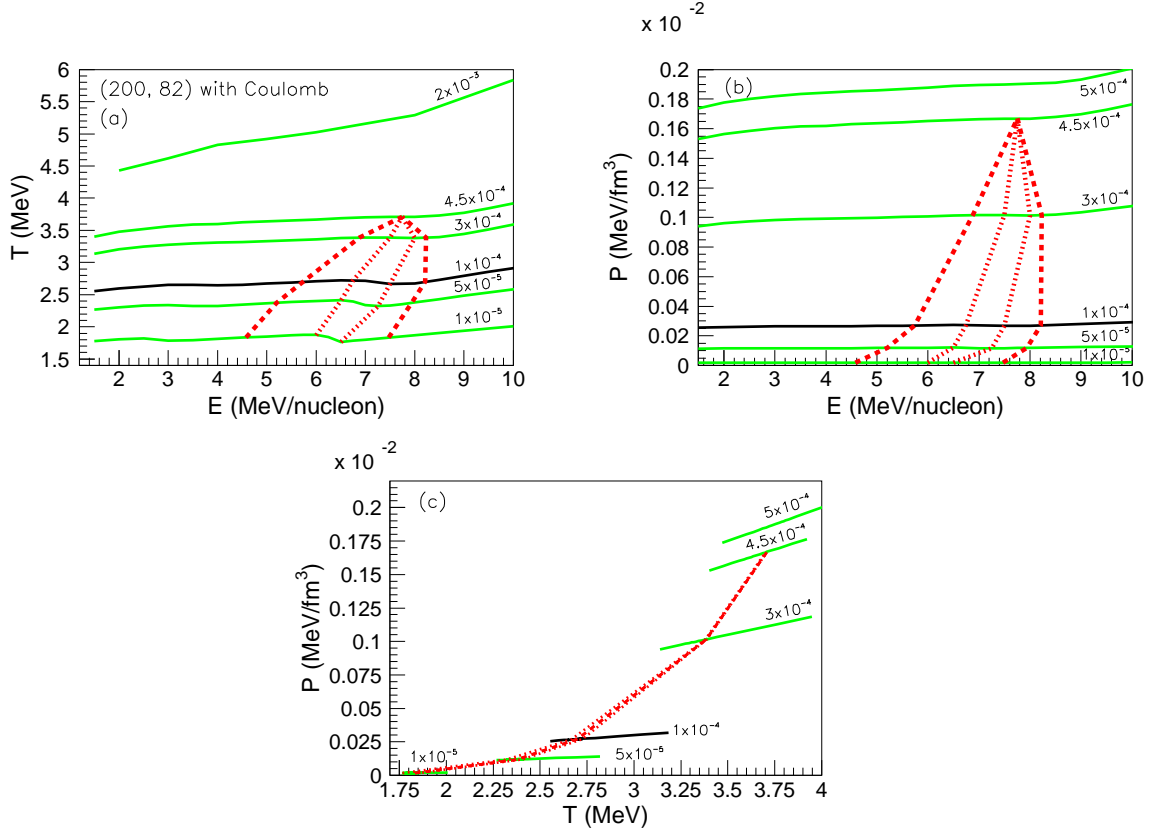 x 10⁻²
T (MeV)
6
5.5
5
4.5
4
3.5
3
2.5
2
1.5
(200, 82) with Coulomb
(a)
2x10⁻³
4.5x10⁻⁴
3x10⁻⁴
1x10⁻⁴
5x10⁻⁵
1x10⁻⁵
2 3 4 5 6 7 8 9 10
E (MeV/nucleon)
P (MeV/fm³)
0.2
0.18
0.16
0.14
0.12
0.1
0.08
0.06
0.04
0.02
0
(b)
5x10⁻⁴
4.5x10⁻⁴
3x10⁻⁴
1x10⁻⁴
5x10⁻⁵
1x10⁻⁵
2 3 4 5 6 7 8 9 10
E (MeV/nucleon)
x 10⁻²
P (MeV/fm³)
0.2
0.175
0.15
0.125
0.1
0.075
0.05
0.025
0
(c)
5x10⁻⁴
4.5x10⁻⁴
3x10⁻⁴
1x10⁻⁴
5x10⁻⁵
1x10⁻⁵
1.75 2 2.25 2.5 2.75 3 3.25 3.5 3.75 4
T (MeV)